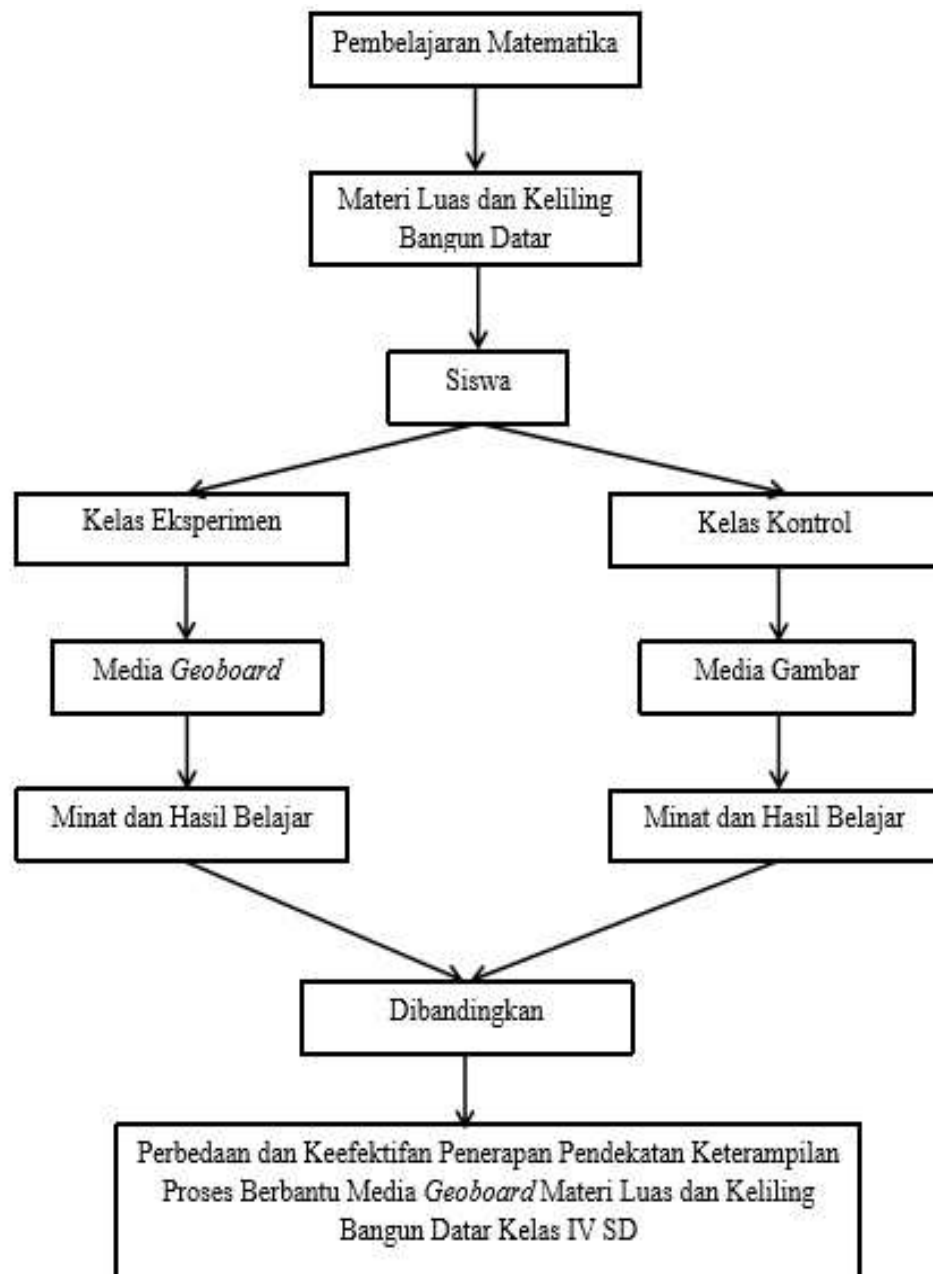 Pembelajaran Matematika
Materi Luas dan Keliling
Bangun Datar
Siswa
Kelas Eksperimen
Kelas Kontrol
Media Geoboard
Media Gambar
Minat dan Hasil Belajar
Minat dan Hasil Belajar
Dibandingkan
Perbedaan dan Keefektifan Penerapan Pendekatan Keterampilan
Proses Berbantu Media Geoboard Materi Luas dan Keliling
Bangun Datar Kelas IV SD